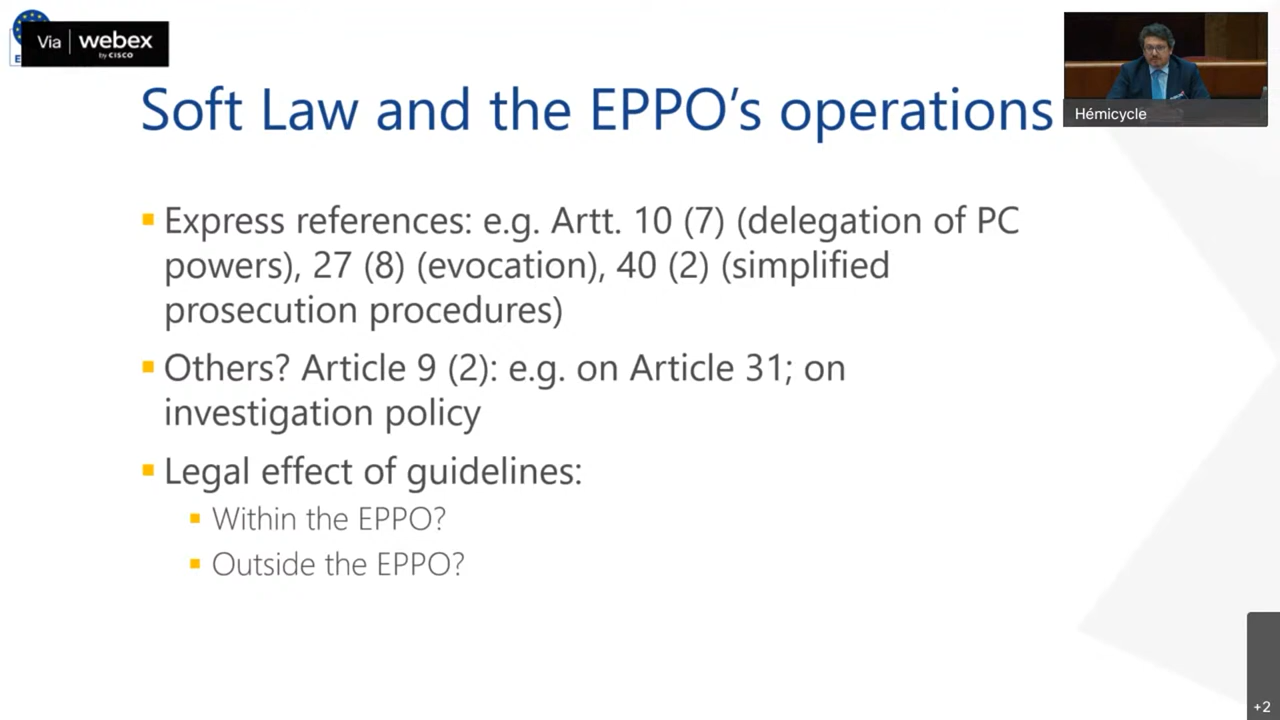 Via webex
by CISCO
Soft Law and the EPPO’s operations
Hémicycle
Express references: e.g. Artt. 10 (7) (delegation of PC
powers), 27 (8) (evocation), 40 (2) (simplified
prosecution procedures)
Others? Article 9 (2): e.g. on Article 31; on
investigation policy
Legal effect of guidelines:
Within the EPPO?
Outside the EPPO?
+2